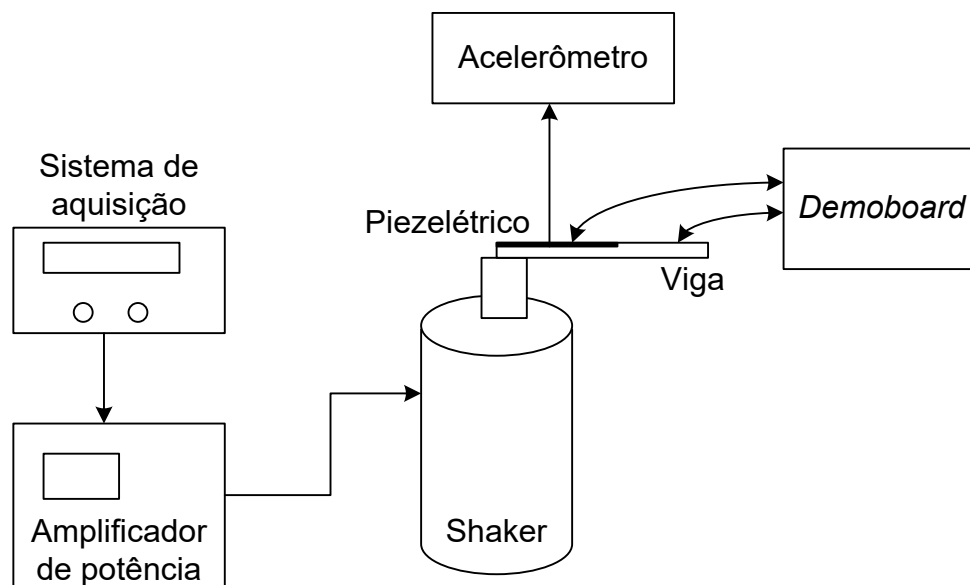 Acelerômetro
Sistema de
aquisição
Piezelétrico
Demoboard
Viga
Amplificador
de potência
Shaker